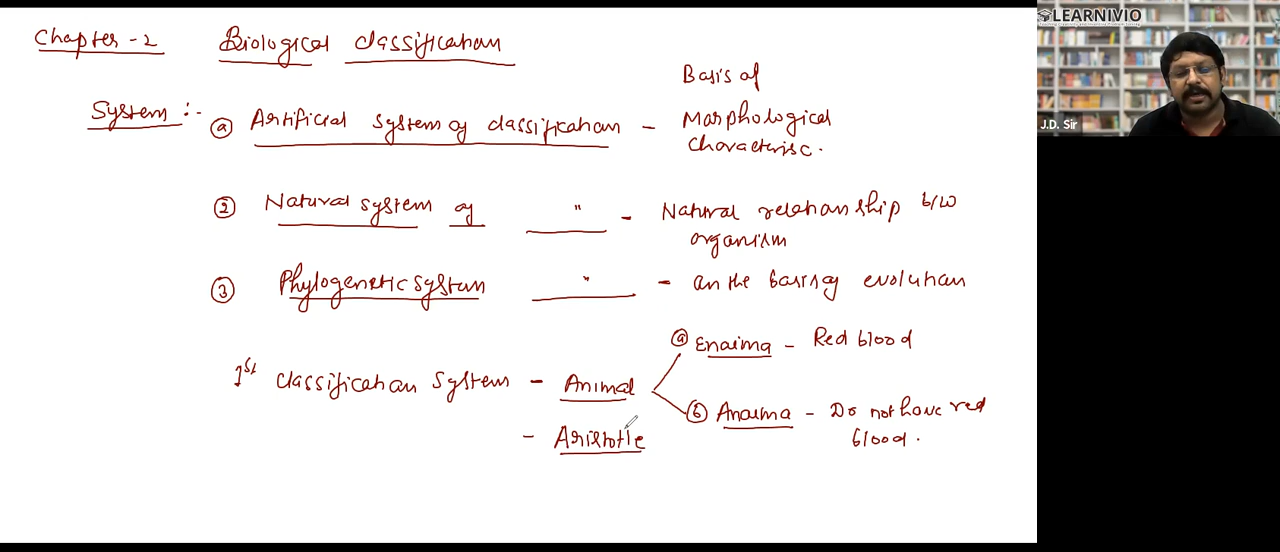 LEARNIVIO
Chapter-2 Biological classification
Basis of
System :- (a) Artificial system of classification - Morphological
characterisc.
J.D. Sir
(2) Natural system of " - Natural relationship b/w
organism
(3) Phylogenetic system " - on the basis of evolution
(a) Enaima - Red blood
1st classification system - Animal
(b) Anaima - Do not have red
blood.
- Aristotle